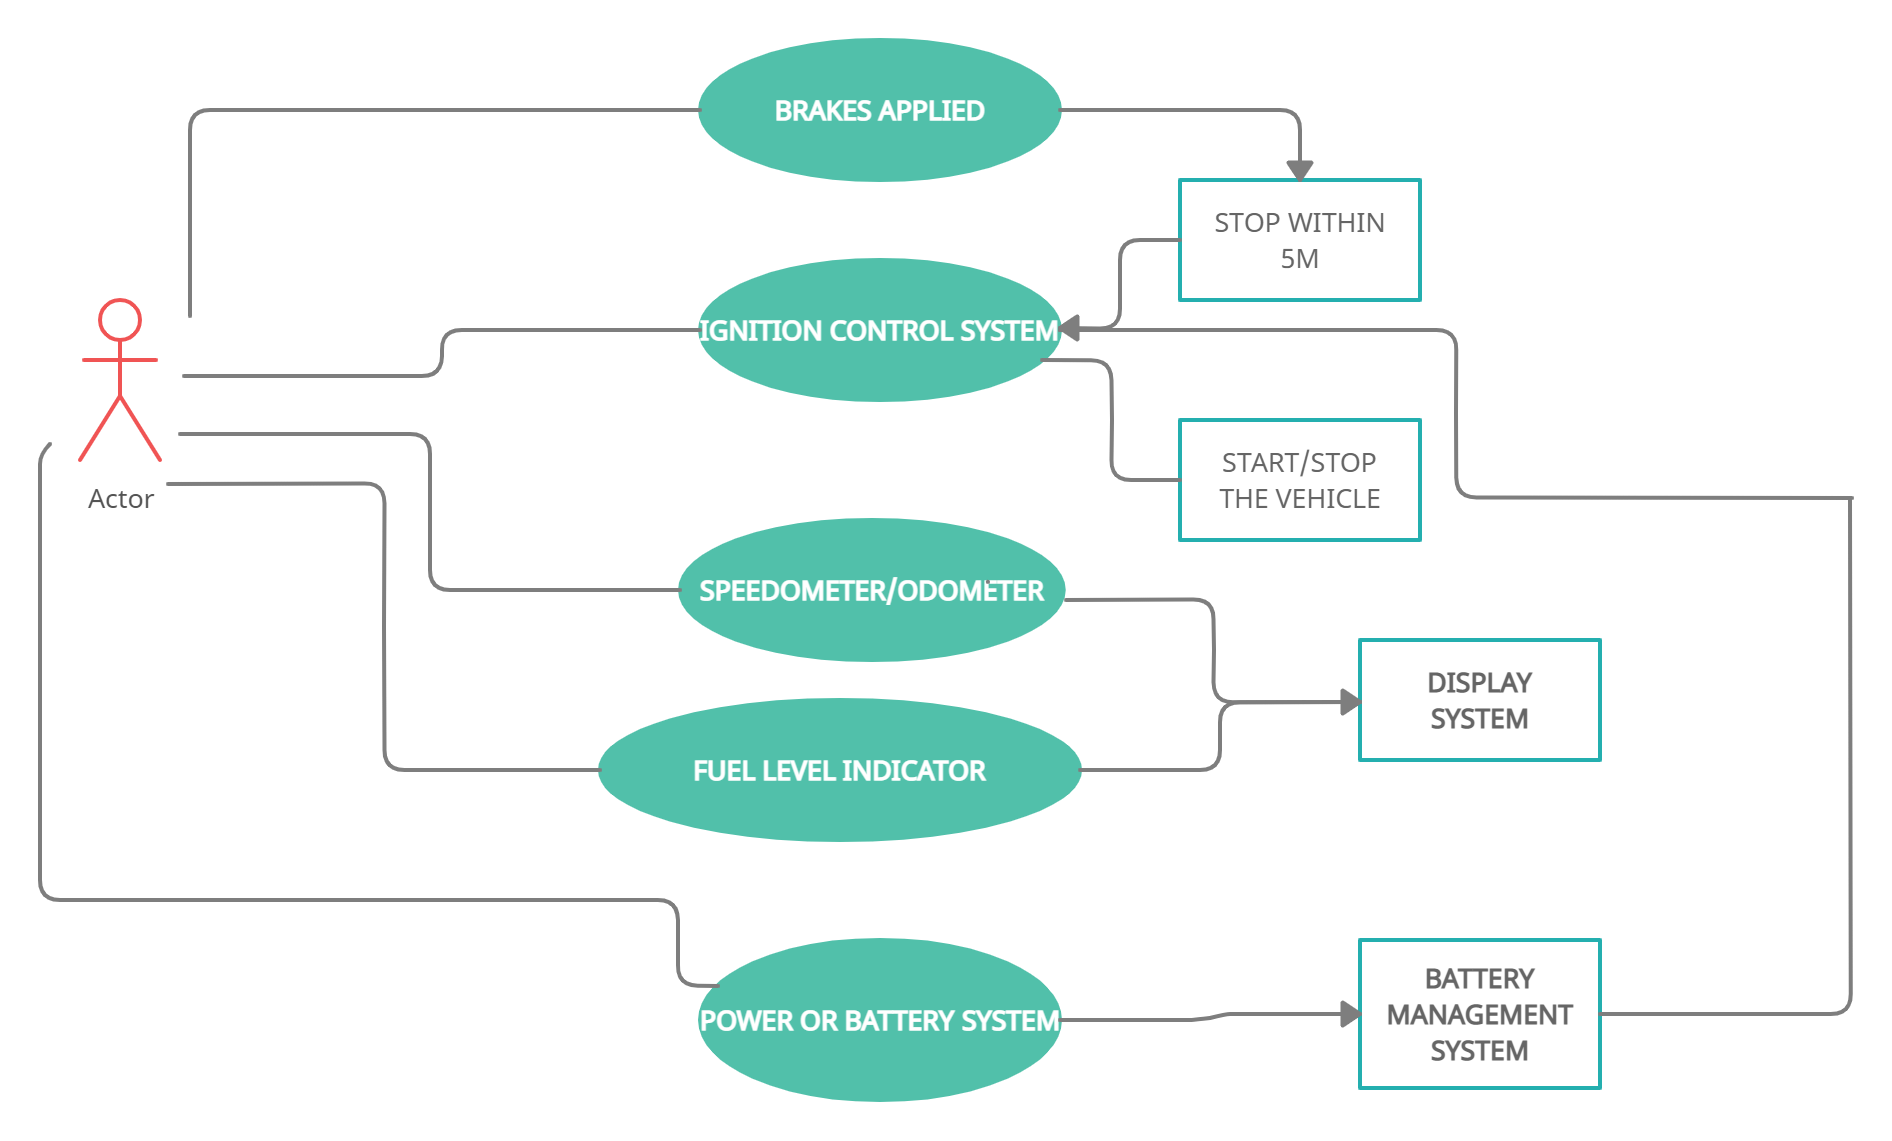 BRAKES APPLIED
STOP WITHIN
5M
IGNITION CONTROL SYSTEM
START/STOP
THE VEHICLE
Actor
SPEEDOMETER/ODOMETER
DISPLAY
SYSTEM
FUEL LEVEL INDICATOR
BATTERY
MANAGEMENT
SYSTEM
POWER OR BATTERY SYSTEM